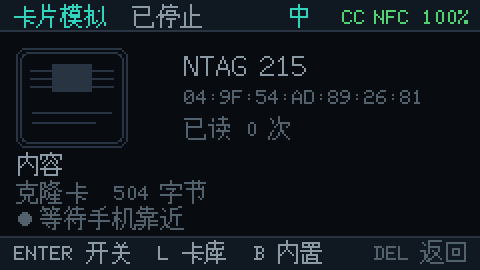 卡片模拟 已停止 中 CC NFC 100%
NTAG 215
04:9F:54:AD:89:26:81
已读 0 次
内容
克隆卡 504 字节
●等待手机靠近
ENTER 开关 L 卡库 B 内置 DEL 返回